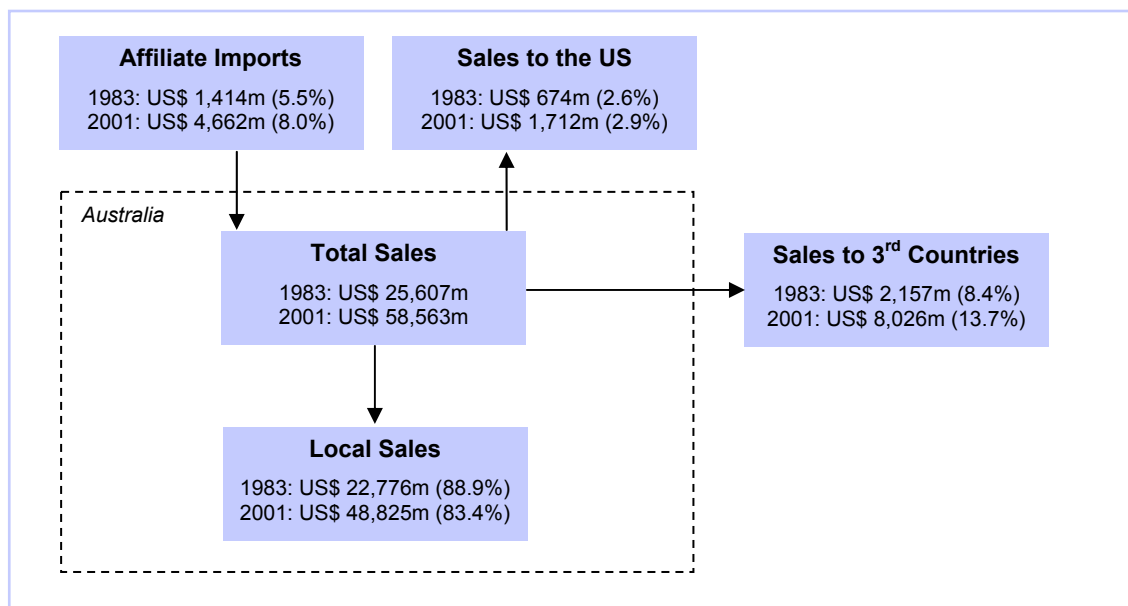 Affiliate Imports
1983: US$ 1,414m (5.5%)
2001: US$ 4,662m (8.0%)
Sales to the US
1983: US$ 674m (2.6%)
2001: US$ 1,712m (2.9%)
Australia
Total Sales
1983: US$ 25,607m
2001: US$ 58,563m
Sales to 3rd Countries
1983: US$ 2,157m (8.4%)
2001: US$ 8,026m (13.7%)
Local Sales
1983: US$ 22,776m (88.9%)
2001: US$ 48,825m (83.4%)